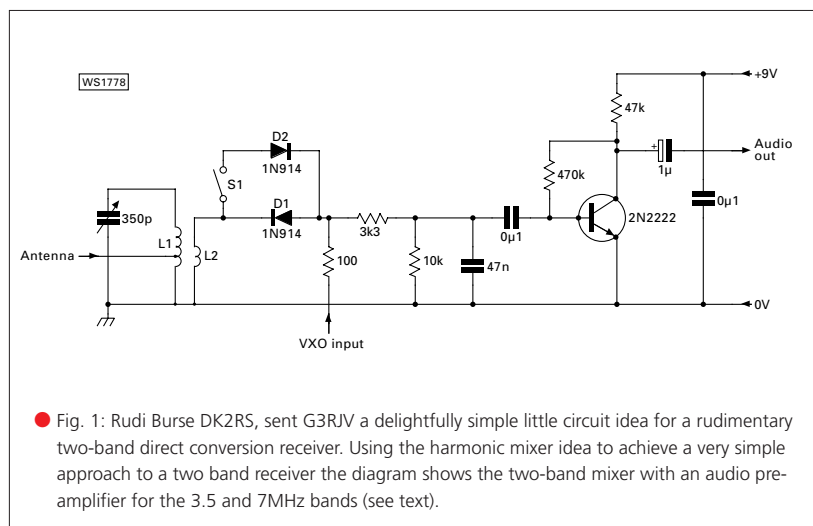 WS1778
+9V
47k
D2
1N914
Audio
out
+
1µ
S1
470k
350p
D1
1N914
2N2222
L1
L2
3k3
0µ1
0µ1
Antenna
100
10k
47n
0V
VXO input
Fig. 1: Rudi Burse DK2RS, sent G3RJV a delightfully simple little circuit idea for a rudimentary
two-band direct conversion receiver. Using the harmonic mixer idea to achieve a very simple
approach to a two band receiver the diagram shows the two-band mixer with an audio pre-
amplifier for the 3.5 and 7MHz bands (see text).